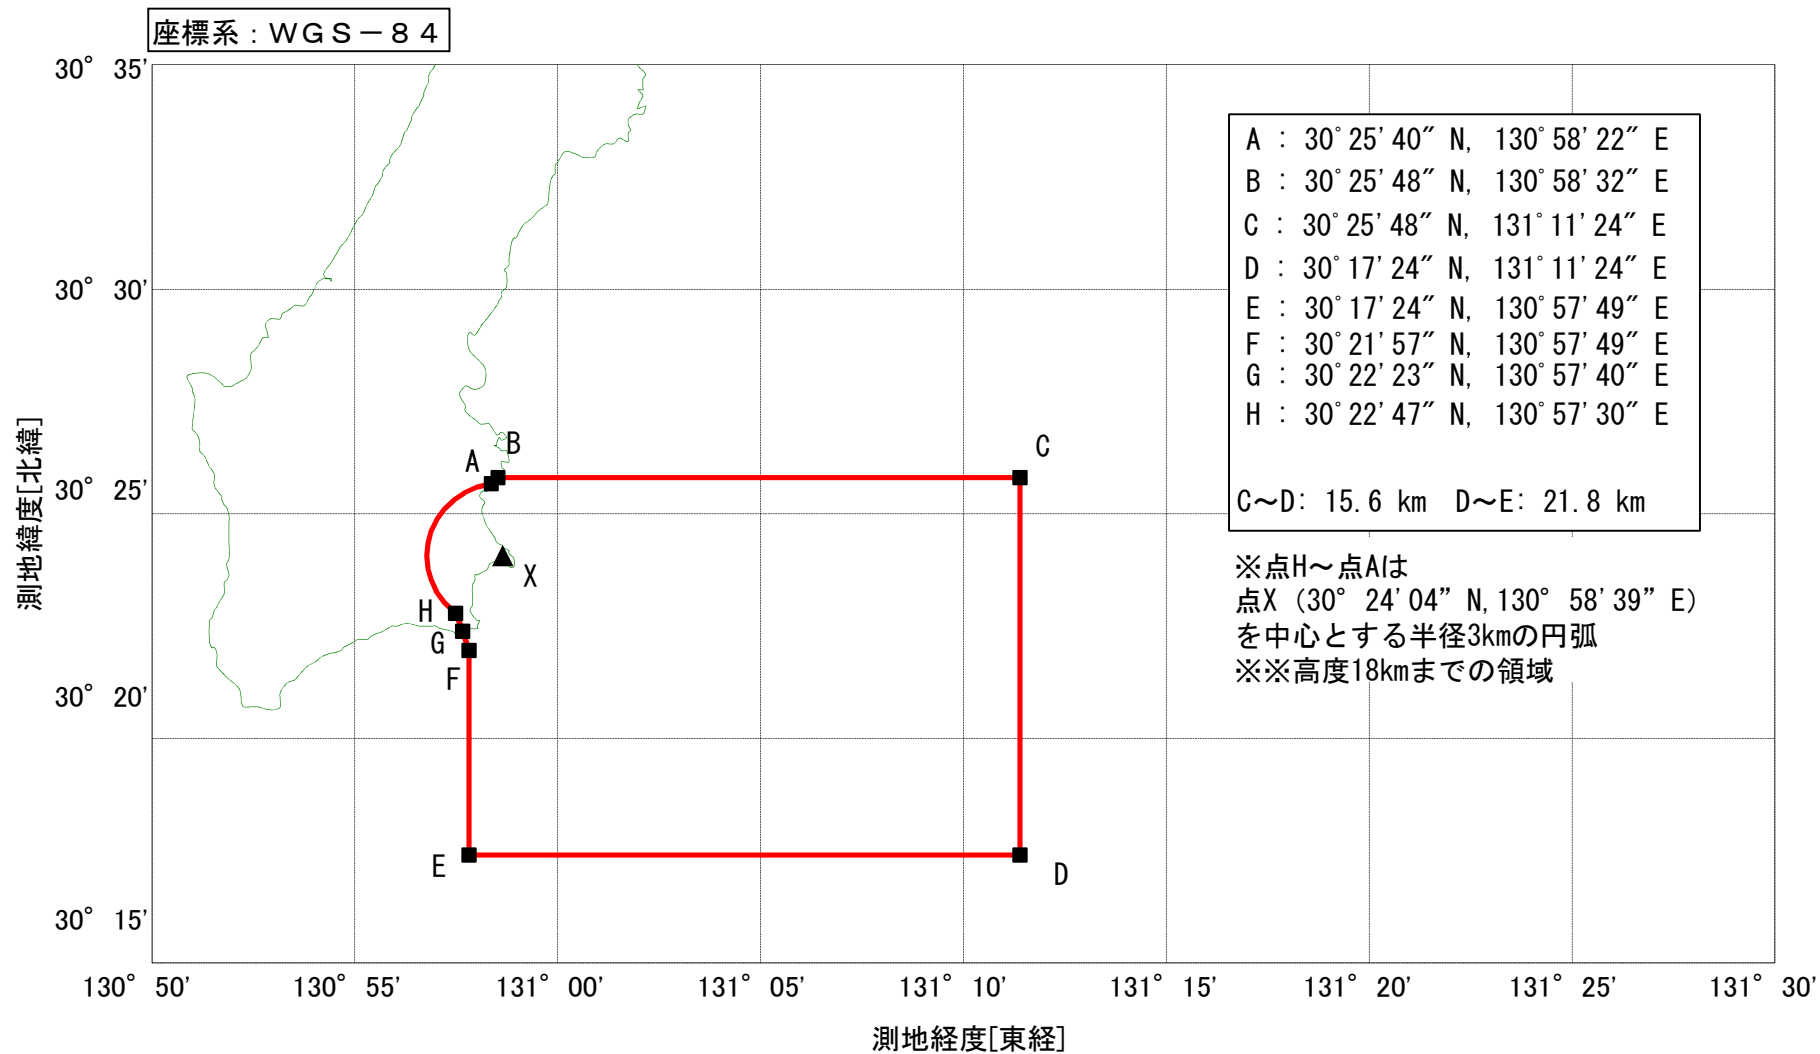 座標系：ＷＧＳ－８４
30° 35'
30° 30'
30° 25'
30° 20'
30° 15'
測地緯度[北緯]
A : 30°25'40″ N, 130°58'22″ E
B : 30°25'48″ N, 130°58'32″ E
C : 30°25'48″ N, 131°11'24″ E
D : 30°17'24″ N, 131°11'24″ E
E : 30°17'24″ N, 130°57'49″ E
F : 30°21'57″ N, 130°57'49″ E
G : 30°22'23″ N, 130°57'40″ E
H : 30°22'47″ N, 130°57'30″ E
C～D: 15.6 km D～E: 21.8 km
※点H～点Aは
点X（30° 24'04” N,130° 58'39” E）
を中心とする半径3kmの円弧
※※高度18kmまでの領域
B
A
C
X
H
G
F
E
D
130° 50'
130° 55'
131° 00'
131° 05'
131° 10'
131° 15'
131° 20'
131° 25'
131° 30'
測地経度[東経]